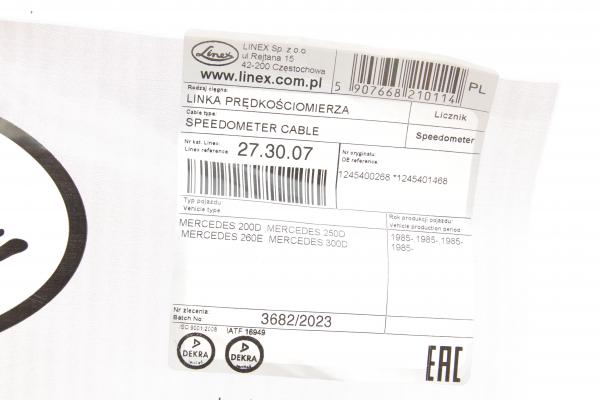 Linex
LINEX Sp. z o.o.
ul.Rejtana 15
42-200 Częstochowa
www.linex.com.pl
5 907668 210114 PL
Rodzaj cięgna:
LINKA PRĘDKOŚCIOMIERZA
Licznik
Cable type:
SPEEDOMETER CABLE
Speedometer
Nr kat. Linex:
Linex reference:
27.30.07
Nr oryginału:
OE reference:
1245400268 *1245401468
Typ pojazdu
Vehicle type
Rok produkcji pojazdu:
Vehicle production period
MERCEDES 200D MERCEDES 250D
MERCEDES 260E MERCEDES 300D
1985-,1985-,1985-
1985-
Nr zlecenia:
Batch No:
3682/2023
ISO 9001:2008
IATF 16949
DEKRA
DEKRA
EAC